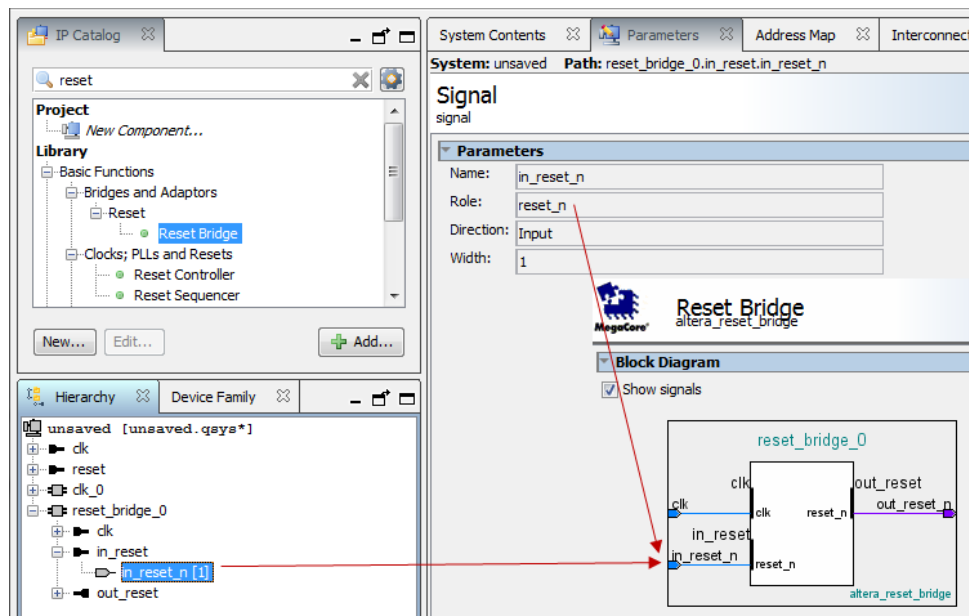 IP Catalog
reset
Project
New Component...
Library
Basic Functions
Bridges and Adaptors
Reset
Reset Bridge
Clocks; PLLs and Resets
Reset Controller
Reset Sequencer
New...
Edit...
Add...
Hierarchy
Device Family
unsaved [unsaved.qsys*]
clk
reset
clk_0
reset_bridge_0
clk
in_reset
in_reset_n [1]
out_reset
System Contents
Parameters
Address Map
Interconnect
System: unsaved Path: reset_bridge_0.in_reset.in_reset_n
Signal
signal
Parameters
Name: in_reset_n
Role: reset_n
Direction: Input
Width: 1
MegaCore®
Reset Bridge
altera_reset_bridge
Block Diagram
Show signals
reset_bridge_0
clk
out_reset
clk
out_reset_n
clk
reset_n
in_reset
in_reset_n
reset_n
altera_reset_bridge